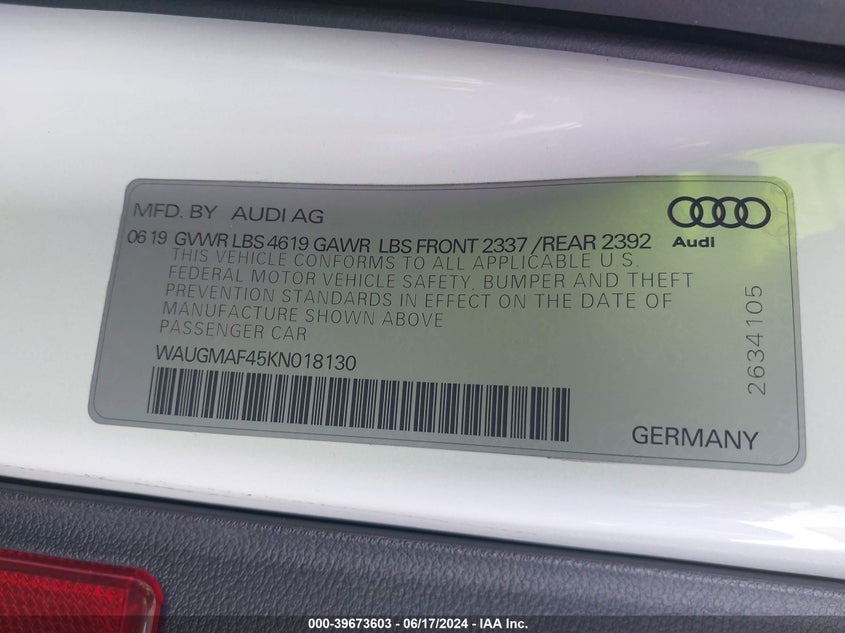 MFD. BY AUDI AG
06 19 GVWR LBS 4619 GAWR LBS FRONT 2337 /REAR 2392
THIS VEHICLE CONFORMS TO ALL APPLICABLE U S.
FEDERAL MOTOR VEHICLE SAFETY, BUMPER AND THEFT
PREVENTION STANDARDS IN EFFECT ON THE DATE OF
MANUFACTURE SHOWN ABOVE
PASSENGER CAR
WAUGMAF45KN018130
GERMANY
Audi
2634105
000-39673603 - 06/17/2024 - IAA Inc.